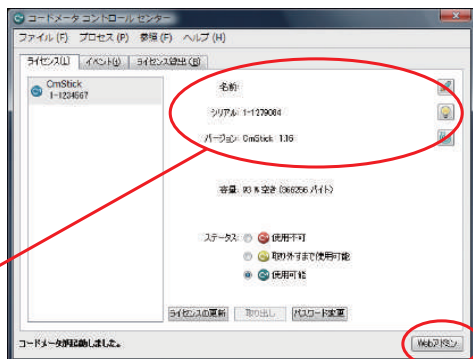 コードメータ コントロール センター
ファイル (F) プロセス (P) 参照 (F) ヘルプ (H)
ライセンス(L) イベント(E) ライセンス貸出 (B)
CmStick
1-1234567
名前:
シリアル: 1-1279064
バージョン: CmStick 1.16
容量: 93 % 空き (366256 バイト)
ステータス: 使用不可
取り外すまで使用可能
使用可能
ライセンスの更新 取出し パスワード変更
コードメータが起動しました。
Webアドミン